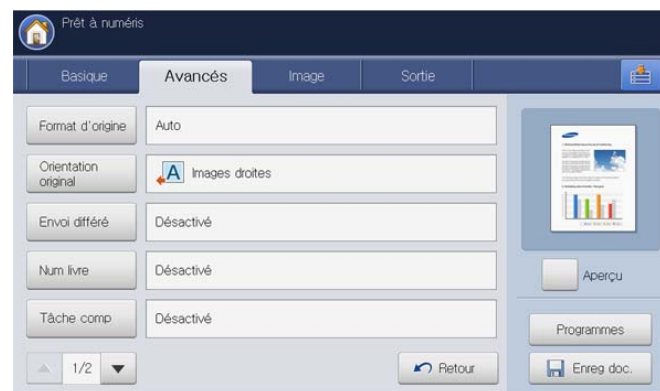 Prêt à numéris
Basique
Avancés
Image
Sortie
Format d'origine
Auto
Orientation
original
A
Images droites
Envoi différé
Désactivé
Num livre
Désactivé
Aperçu
Tâche comp
Désactivé
Programmes
1/2
Retour
Enreg doc.